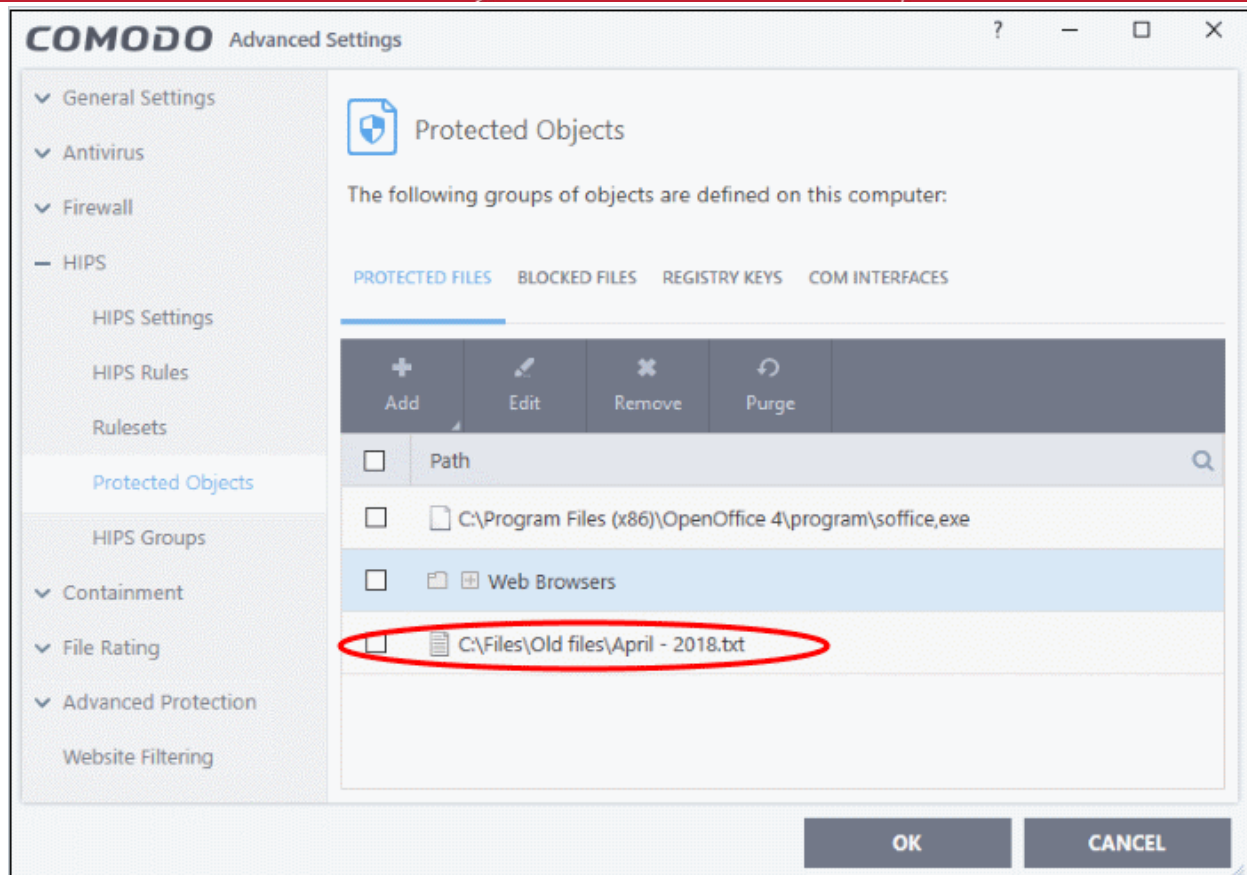 COMODO Advanced Settings
?
General Settings
Antivirus
Firewall
HIPS
HIPS Settings
HIPS Rules
Rulesets
Protected Objects
HIPS Groups
Containment
File Rating
Advanced Protection
Website Filtering
Protected Objects
The following groups of objects are defined on this computer:
PROTECTED FILES BLOCKED FILES REGISTRY KEYS COM INTERFACES
Add Edit Remove Purge
Path
C:\Program Files (x86)\OpenOffice 4\program\soffice,exe
Web Browsers
C:\Files\Old files\April - 2018.txt
OK CANCEL